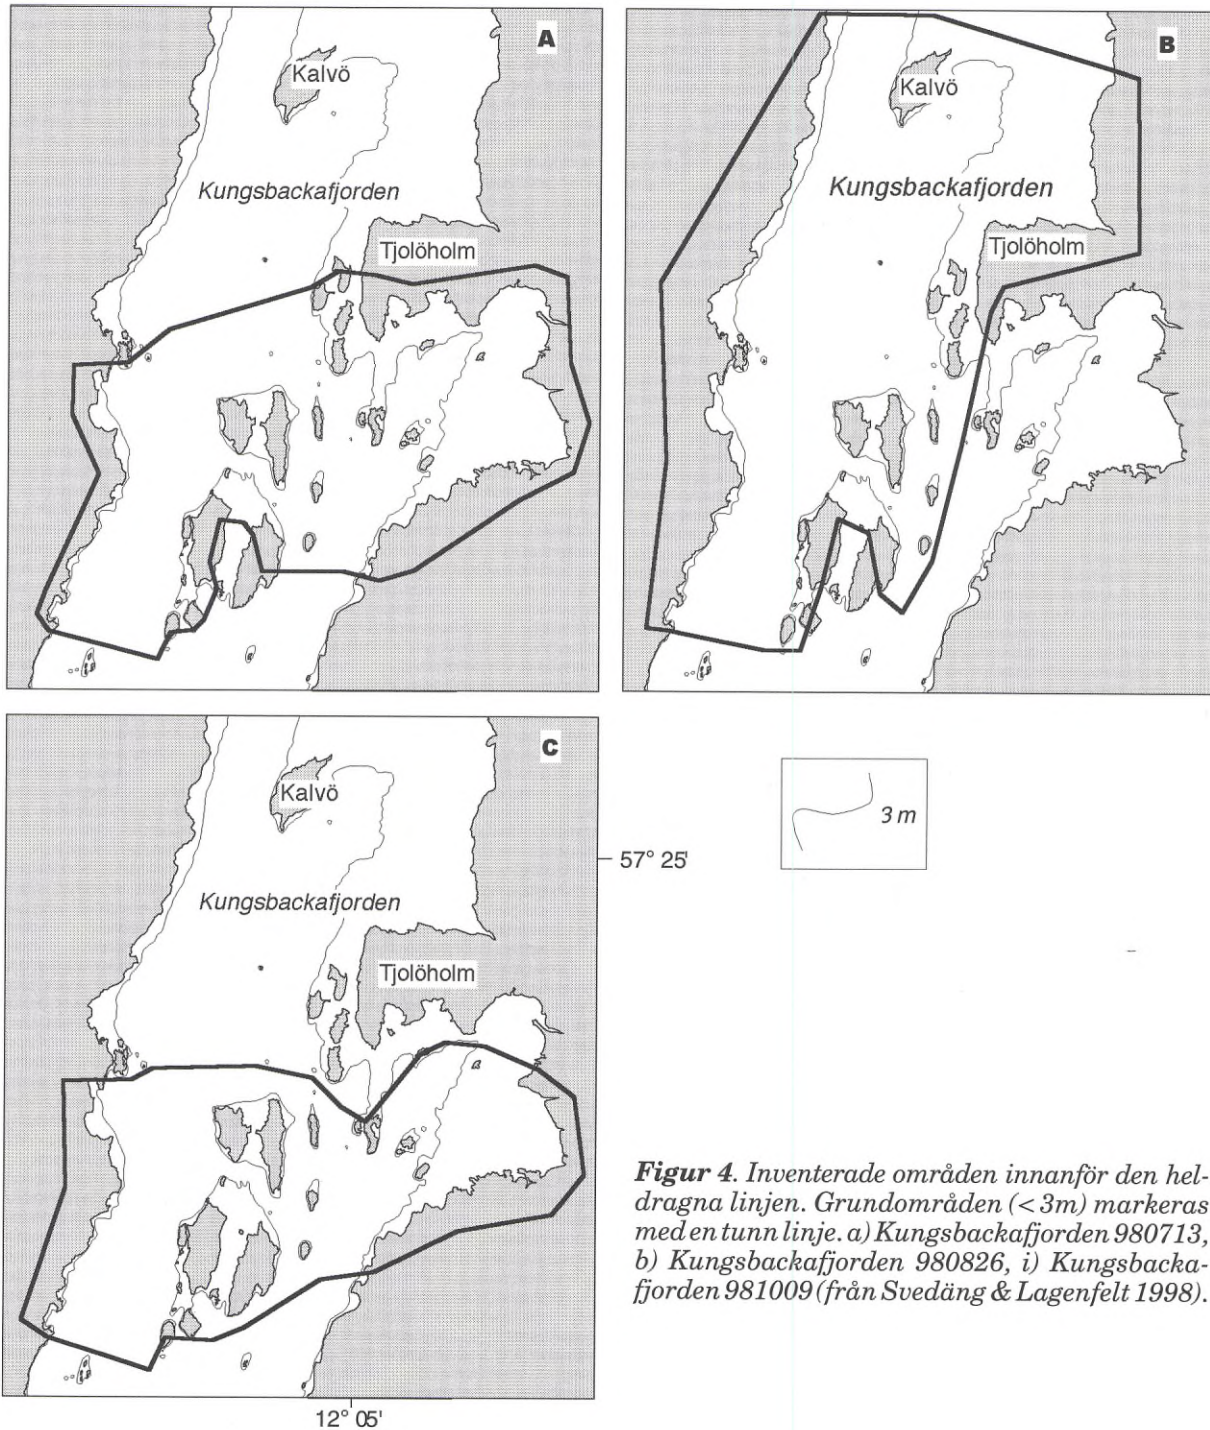 A
Kalvö
Kungsbackafjorden
Tjolöholm
B
Kalvö
Kungsbackafjorden
Tjolöholm
C
Kalvö
Kungsbackafjorden
Tjolöholm
57° 25'
12° 05'
3 m
Figur 4. Inventerade områden innanför den hel-
dragna linjen. Grundområden (< 3m) markeras
med en tunn linje. a) Kungsbackafjorden 980713,
b) Kungsbackafjorden 980826, i) Kungsbacka-
fjorden 981009 (från Svedäng & Lagenfelt 1998).